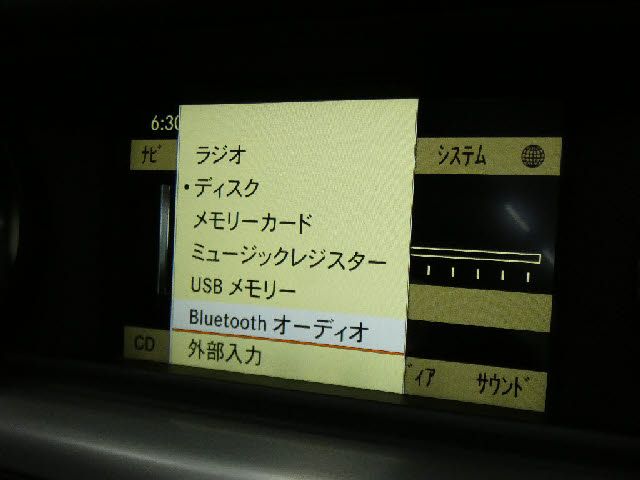 6:30
ナビ
システム
ラジオ
•ディスク
メモリーカード
ミュージックレジスター
USB メモリー
Bluetooth オーディオ
外部入力
CD
ィア
サウンド